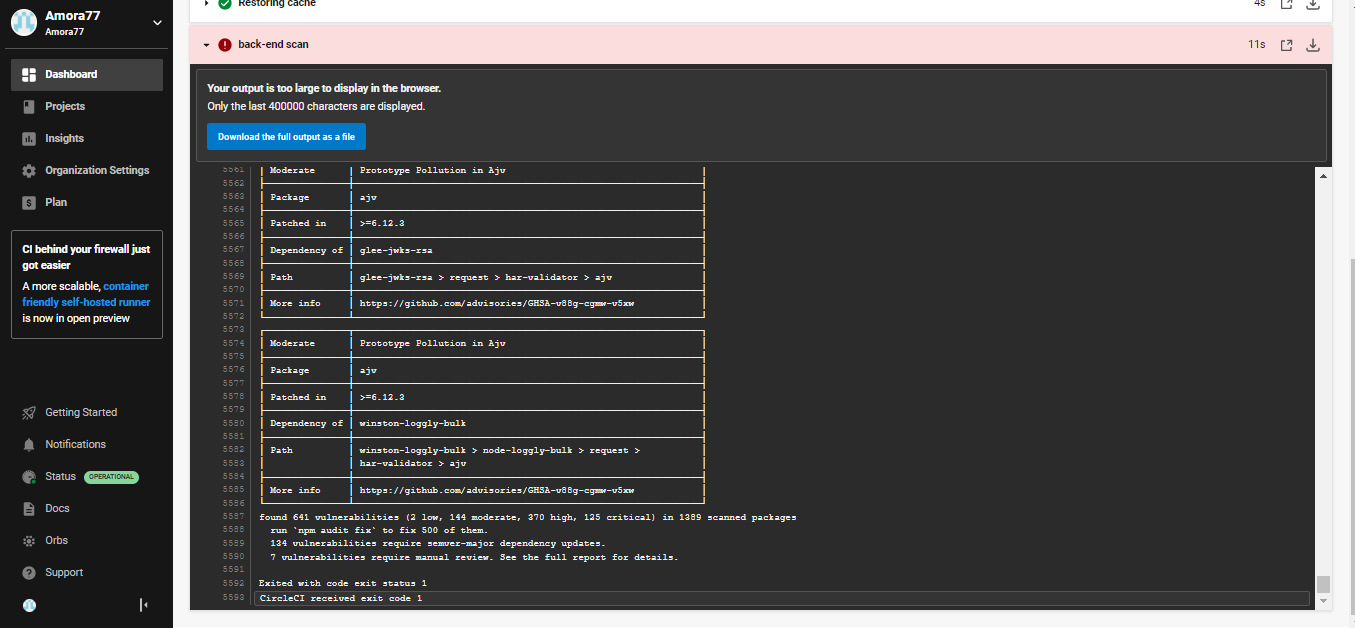 Amora77
Amora77
Dashboard
Projects
Insights
Organization Settings
Plan
CI behind your firewall just
got easier
A more scalable, container
friendly self-hosted runner
is now in open preview
Getting Started
Notifications
Status OPERATIONAL
Docs
Orbs
Support
Restoring cache 4s
back-end scan 11s
Your output is too large to display in the browser.
Only the last 400000 characters are displayed.
Download the full output as a file
5561 Moderate Prototype Pollution in Ajv
5562
5563 Package ajv
5564
5565 Patched in >=6.12.3
5566
5567 Dependency of glee-jwks-rsa
5568
5569 Path glee-jwks-rsa > request > har-validator > ajv
5570
5571 More info https://github.com/advisories/GHSA-v88g-cgmw-v5xw
5572
5573
5574 Moderate Prototype Pollution in Ajv
5575
5576 Package ajv
5577
5578 Patched in >=6.12.3
5579
5580 Dependency of winston-loggly-bulk
5581
5582 Path winston-loggly-bulk > node-loggly-bulk > request >
5583 har-validator > ajv
5584
5585 More info https://github.com/advisories/GHSA-v88g-cgmw-v5xw
5586
5587 found 641 vulnerabilities (2 low, 144 moderate, 370 high, 125 critical) in 1389 scanned packages
5588 run `npm audit fix` to fix 500 of them.
5589 134 vulnerabilities require semver-major dependency updates.
5590 7 vulnerabilities require manual review. See the full report for details.
5591
5592 Exited with code exit status 1
5593 CircleCI received exit code 1